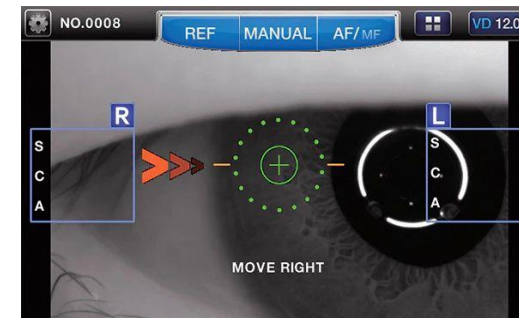 NO.0008
REF MANUAL AF/MF
VD 12.0
R
S
C
A
L
S
C
A
MOVE RIGHT